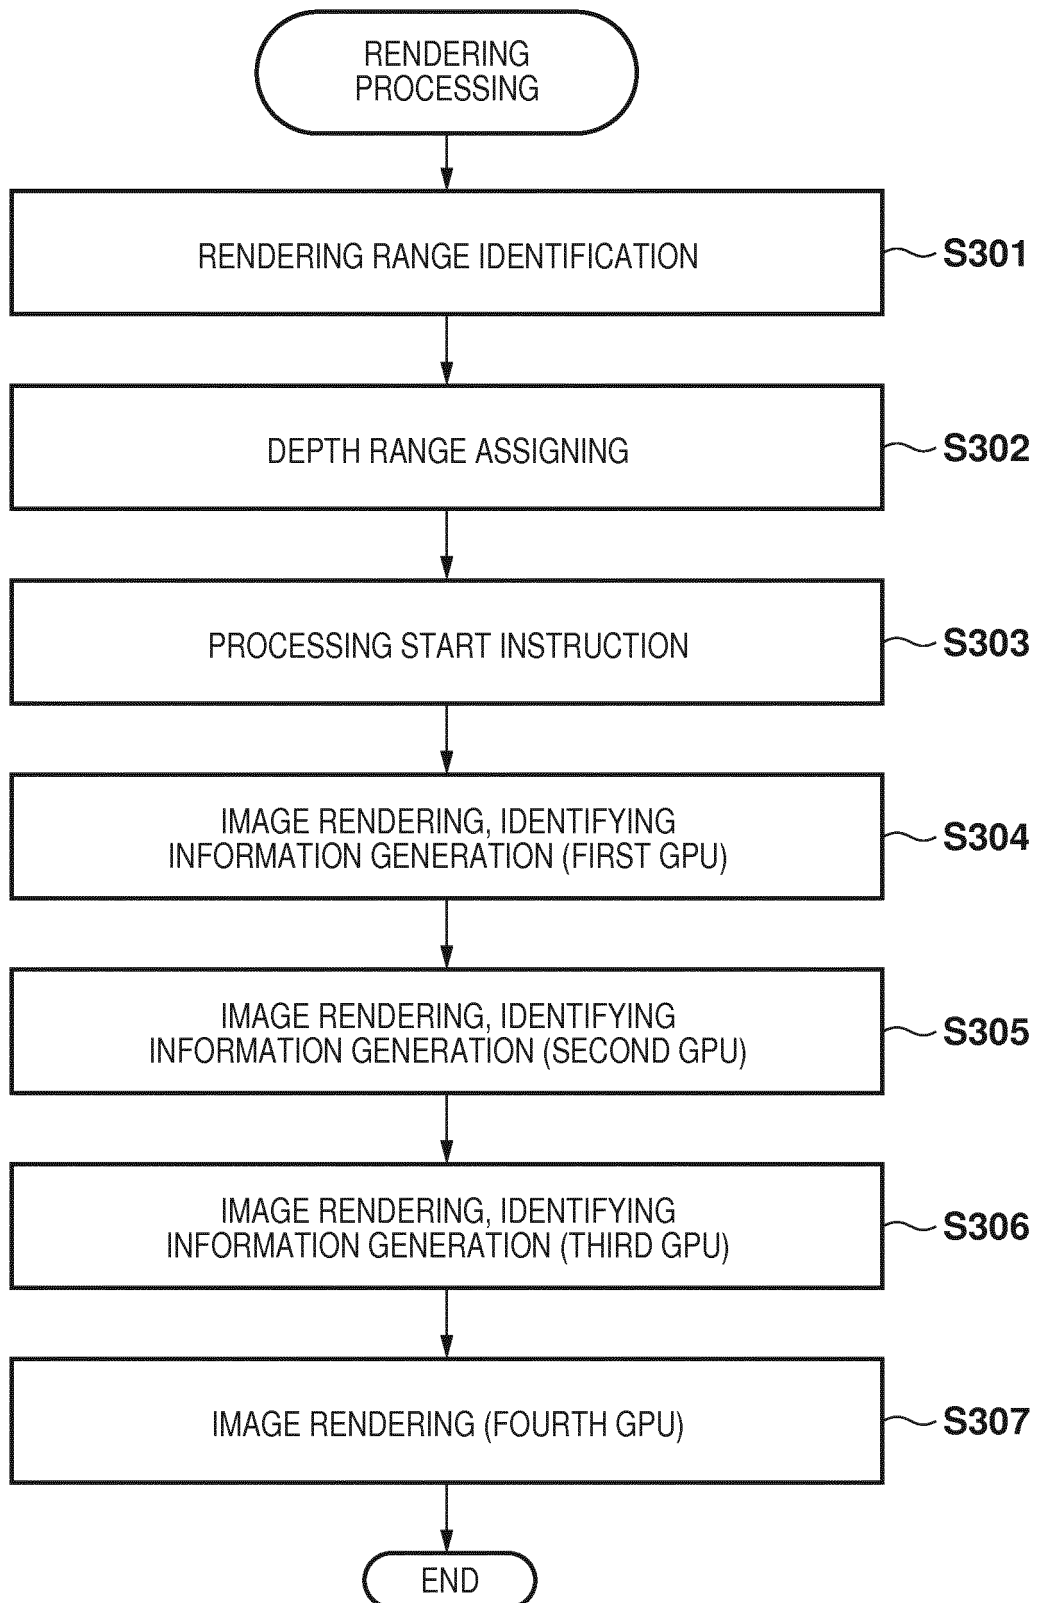 RENDERING
PROCESSING
RENDERING RANGE IDENTIFICATION
S301
DEPTH RANGE ASSIGNING
S302
PROCESSING START INSTRUCTION
S303
IMAGE RENDERING, IDENTIFYING
INFORMATION GENERATION (FIRST GPU)
S304
IMAGE RENDERING, IDENTIFYING
INFORMATION GENERATION (SECOND GPU)
S305
IMAGE RENDERING, IDENTIFYING
INFORMATION GENERATION (THIRD GPU)
S306
IMAGE RENDERING (FOURTH GPU)
S307
END